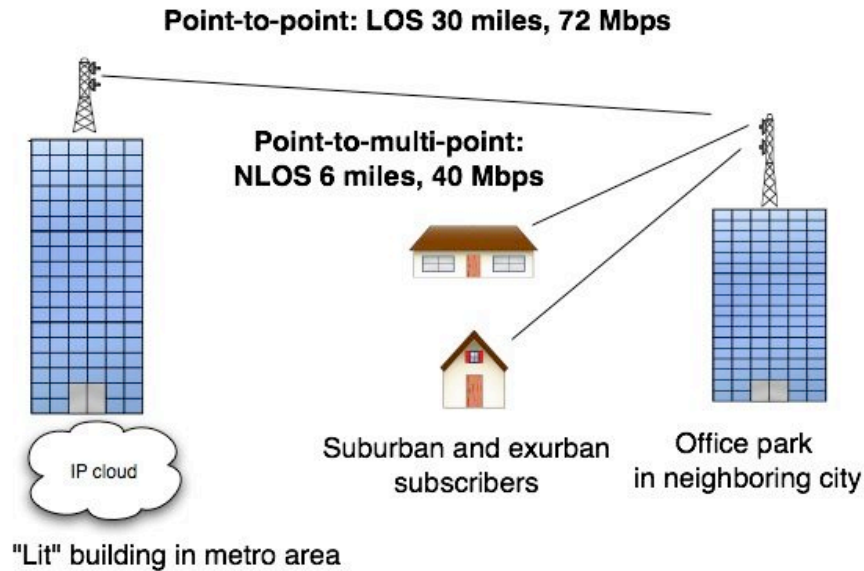 Point-to-point: LOS 30 miles, 72 Mbps
Point-to-multi-point:
NLOS 6 miles, 40 Mbps
IP cloud
"Lit" building in metro area
Suburban and exurban
subscribers
Office park
in neighboring city